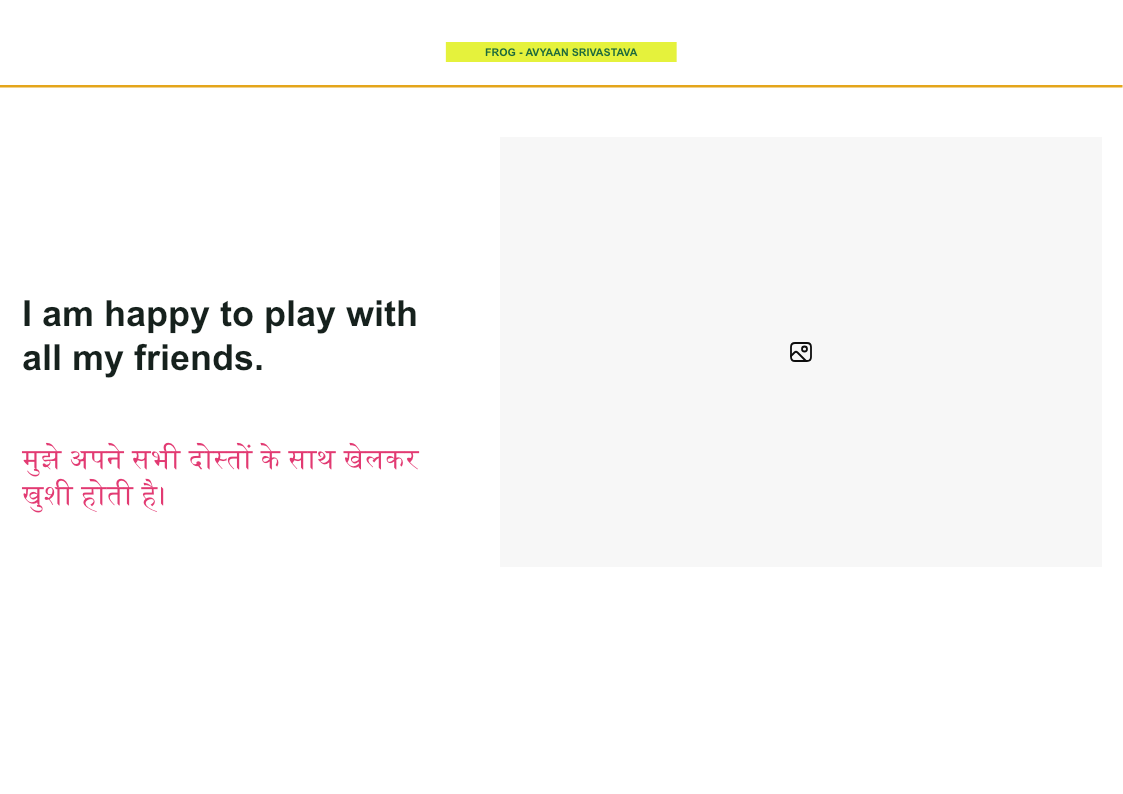 FROG - AVYAAN SRIVASTAVA
I am happy to play with
all my friends.
मुझे अपने सभी दोस्तों के साथ खेलकर
खुशी होती है।